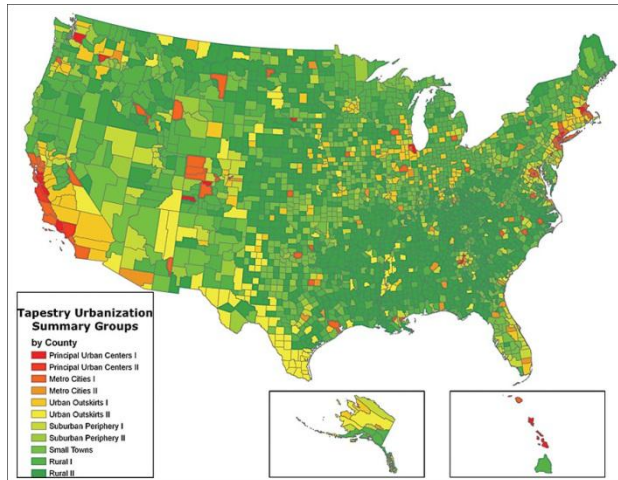 Tapestry Urbanization
Summary Groups
by County
Principal Urban Centers I
Principal Urban Centers II
Metro Cities I
Metro Cities II
Urban Outskirts I
Urban Outskirts II
Suburban Periphery I
Suburban Periphery II
Small Towns
Rural I
Rural II